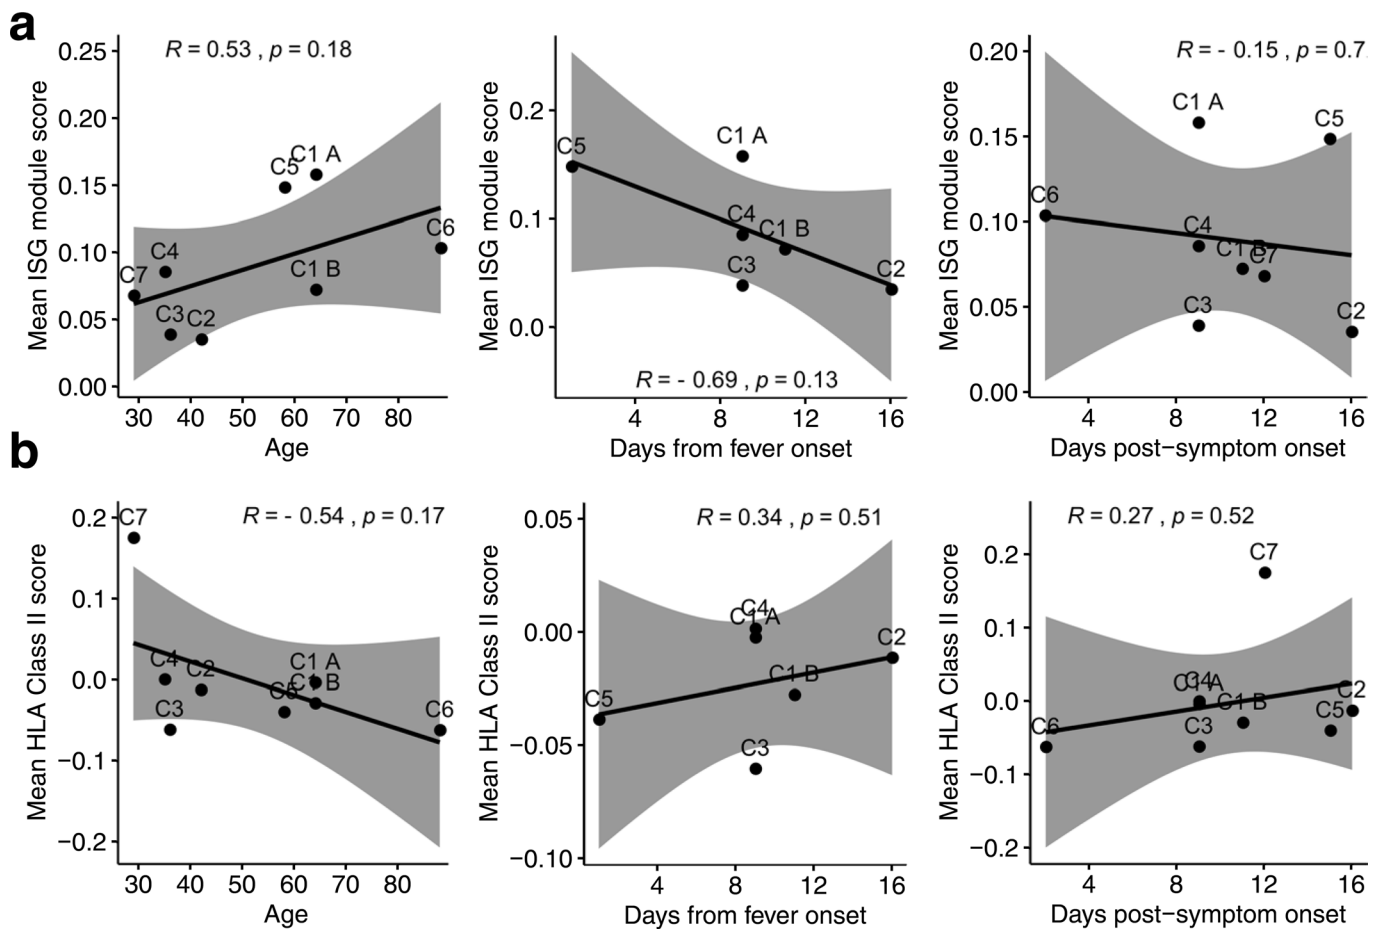 a
R = 0.53 , p = 0.18
Mean ISG module score
0.25
0.20
0.15
0.10
0.05
0.00
C7
C4
C3
C2
C5
C1 A
C1 B
C6
30 40 50 60 70 80
Age
Mean ISG module score
0.2
0.1
0.0
C5
C1 A
C4
C1 B
C3
C2
R = - 0.69 , p = 0.13
4 8 12 16
Days from fever onset
R = - 0.15 , p = 0.7
Mean ISG module score
0.20
0.15
0.10
0.05
0.00
C6
C1 A
C5
C4
C1 B
C7
C3
C2
4 8 12 16
Days post−symptom onset
b
R = - 0.54 , p = 0.17
Mean HLA Class II score
0.2
0.1
0.0
−0.1
−0.2
C7
C4
C2
C3
C1 A
C1 B
C5
C6
30 40 50 60 70 80
Age
R = 0.34 , p = 0.51
Mean HLA Class II score
0.05
0.00
−0.05
−0.10
C5
C4
C1 A
C1 B
C3
C2
4 8 12 16
Days from fever onset
R = 0.27 , p = 0.52
Mean HLA Class II score
0.2
0.1
0.0
−0.1
−0.2
C7
C6
C4
C1 A
C1 B
C3
C5
C2
4 8 12 16
Days post−symptom onset